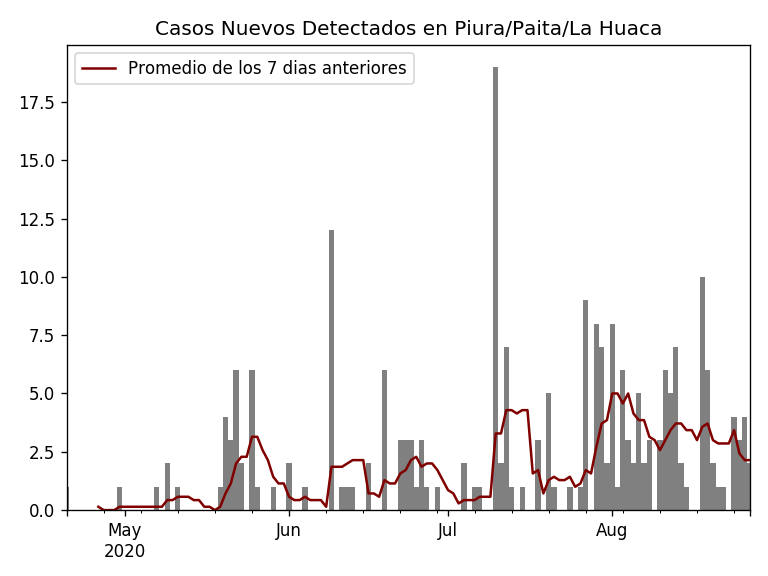 Casos Nuevos Detectados en Piura/Paita/La Huaca
Promedio de los 7 dias anteriores
17.5
15.0
12.5
10.0
7.5
5.0
2.5
0.0
May
2020
Jun
Jul
Aug